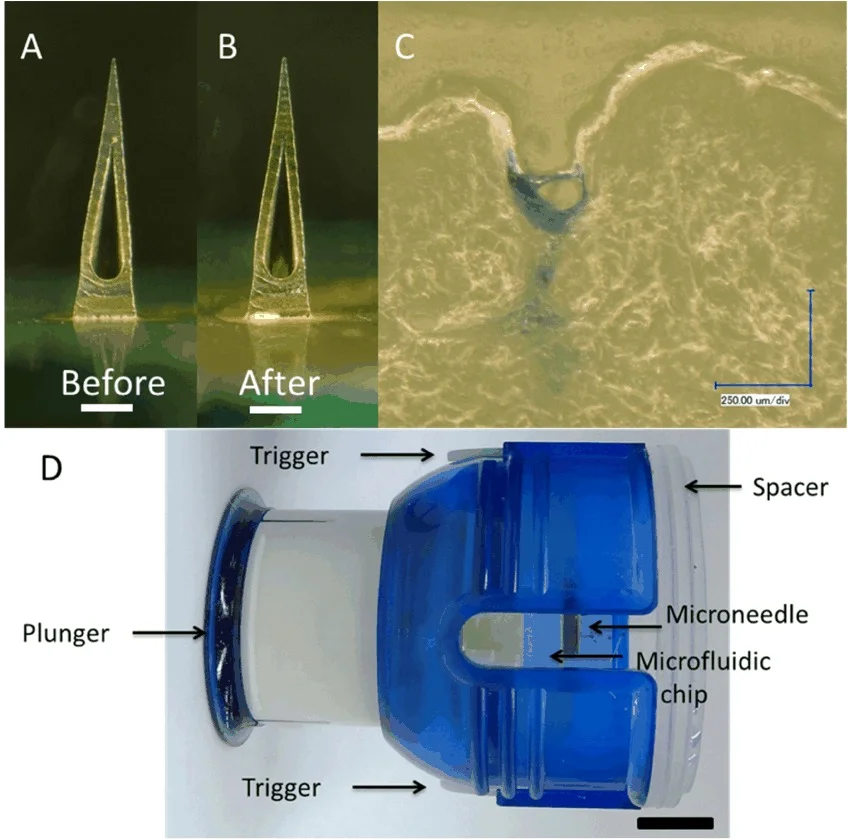 A
B
C
Before
After
250.00 um/div
D
Trigger
Spacer
Microneedle
Plunger
Microfluidic
chip
Trigger